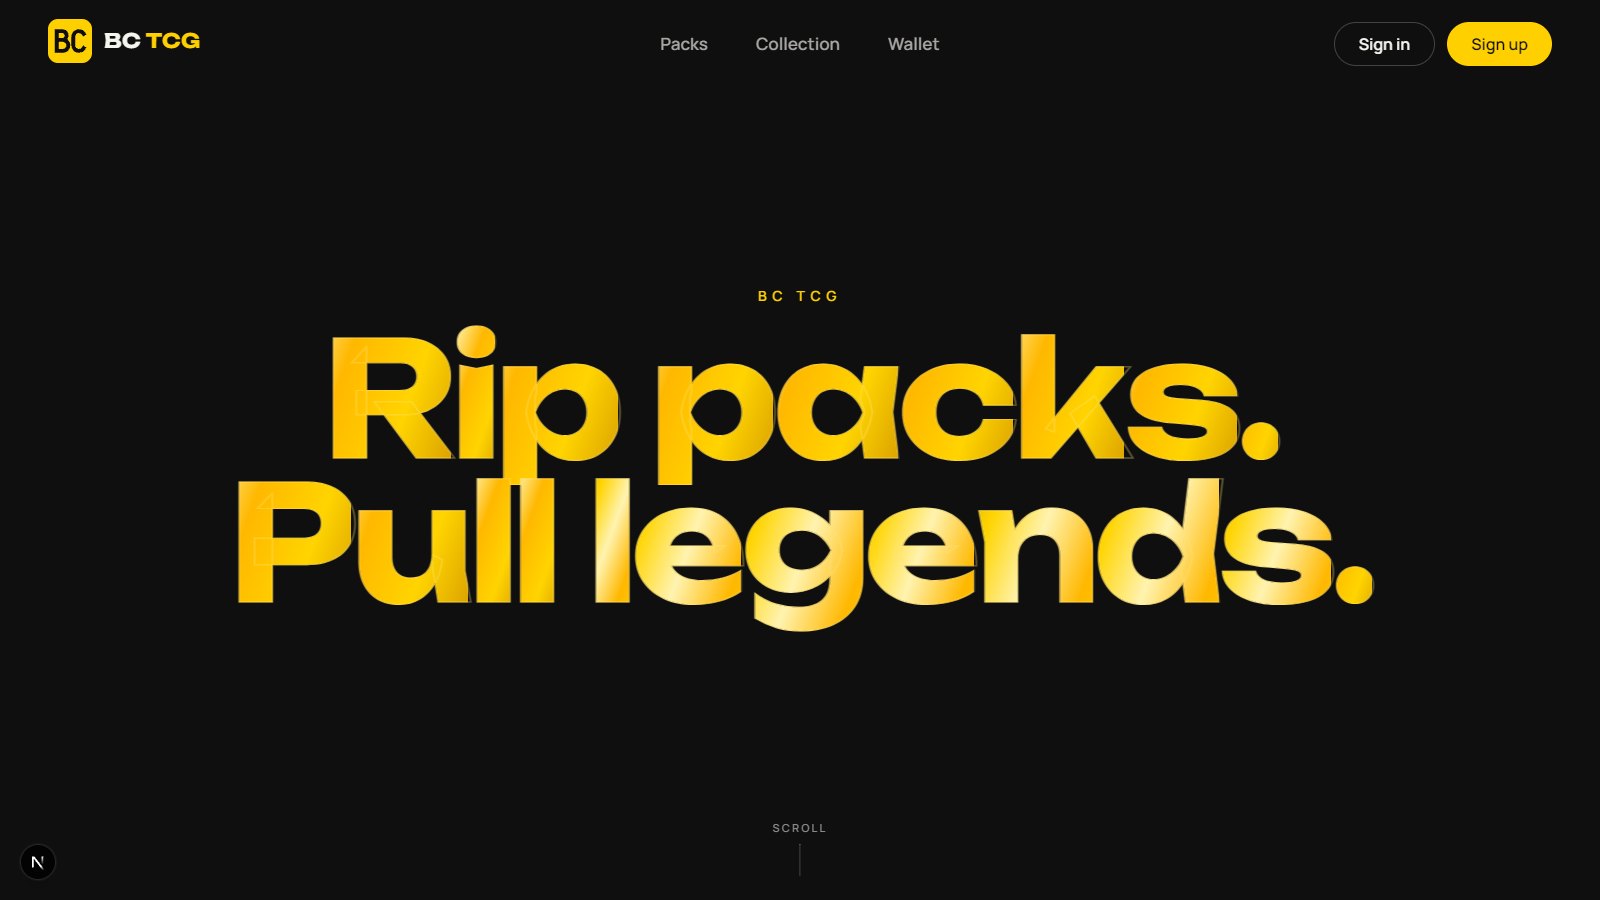 BC BC TCG
Packs Collection Wallet
Sign in Sign up
BC TCG
Rip packs.
Pull legends.
SCROLL
N